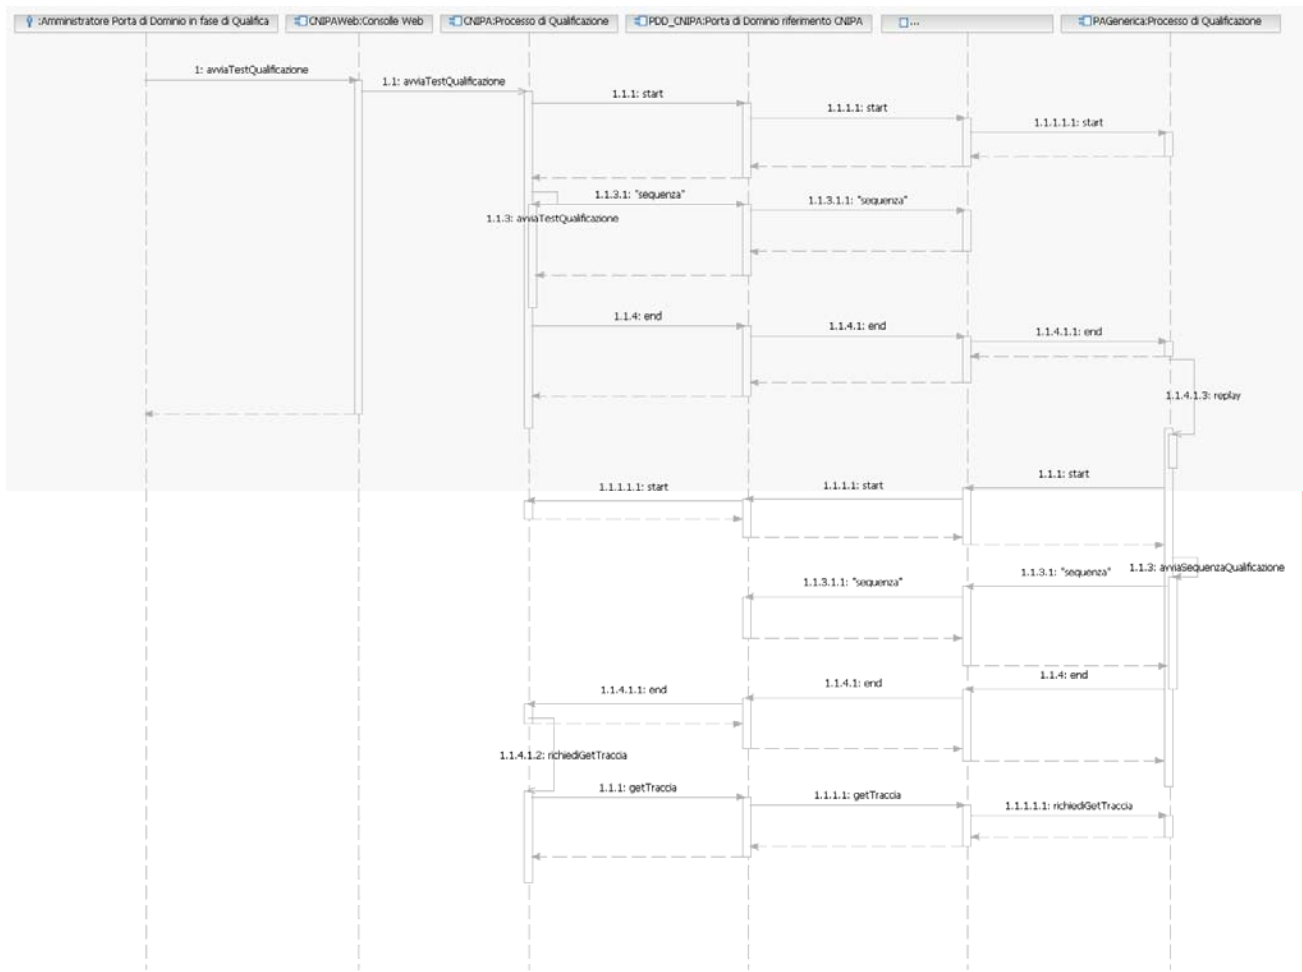 :Amministratore Porta di Dominio in fase di Qualifica
CNIPAWeb:Consolle Web
CNIPA:Processo di Qualificazione
PDD_CNIPA:Porta di Dominio riferimento CNIPA
...
PAGenerica:Processo di Qualificazione
1: avviaTestQualificazione
1.1: avviaTestQualificazione
1.1.1: start
1.1.1.1: start
1.1.1.1.1: start
1.1.3.1: "sequenza"
1.1.3.1.1: "sequenza"
1.1.3: avviaTestQualificazione
1.1.4: end
1.1.4.1: end
1.1.4.1.1: end
1.1.4.1.3: replay
1.1.1: start
1.1.1.1: start
1.1.1.1.1: start
1.1.3: avviaSequenzaQualificazione
1.1.3.1: "sequenza"
1.1.3.1.1: "sequenza"
1.1.4: end
1.1.4.1: end
1.1.4.1.1: end
1.1.4.1.2: richiediGetTraccia
1.1.1: getTraccia
1.1.1.1: getTraccia
1.1.1.1.1: richiediGetTraccia